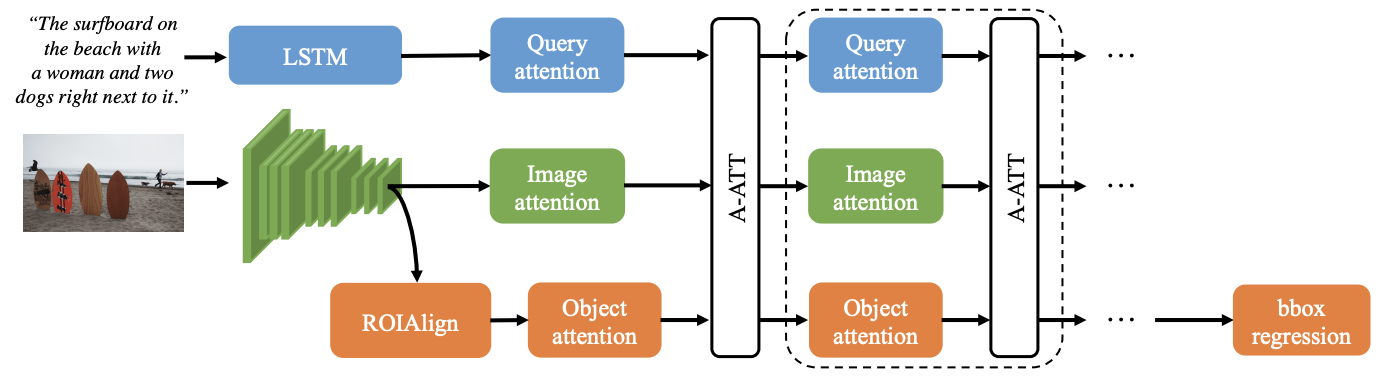 “The surfboard on
the beach with
a woman and two
dogs right next to it.”
LSTM
Query
attention
Query
attention
...
Image
attention
A-ATT
Image
attention
A-ATT
...
ROIAlign
Object
attention
Object
attention
...
bbox
regression